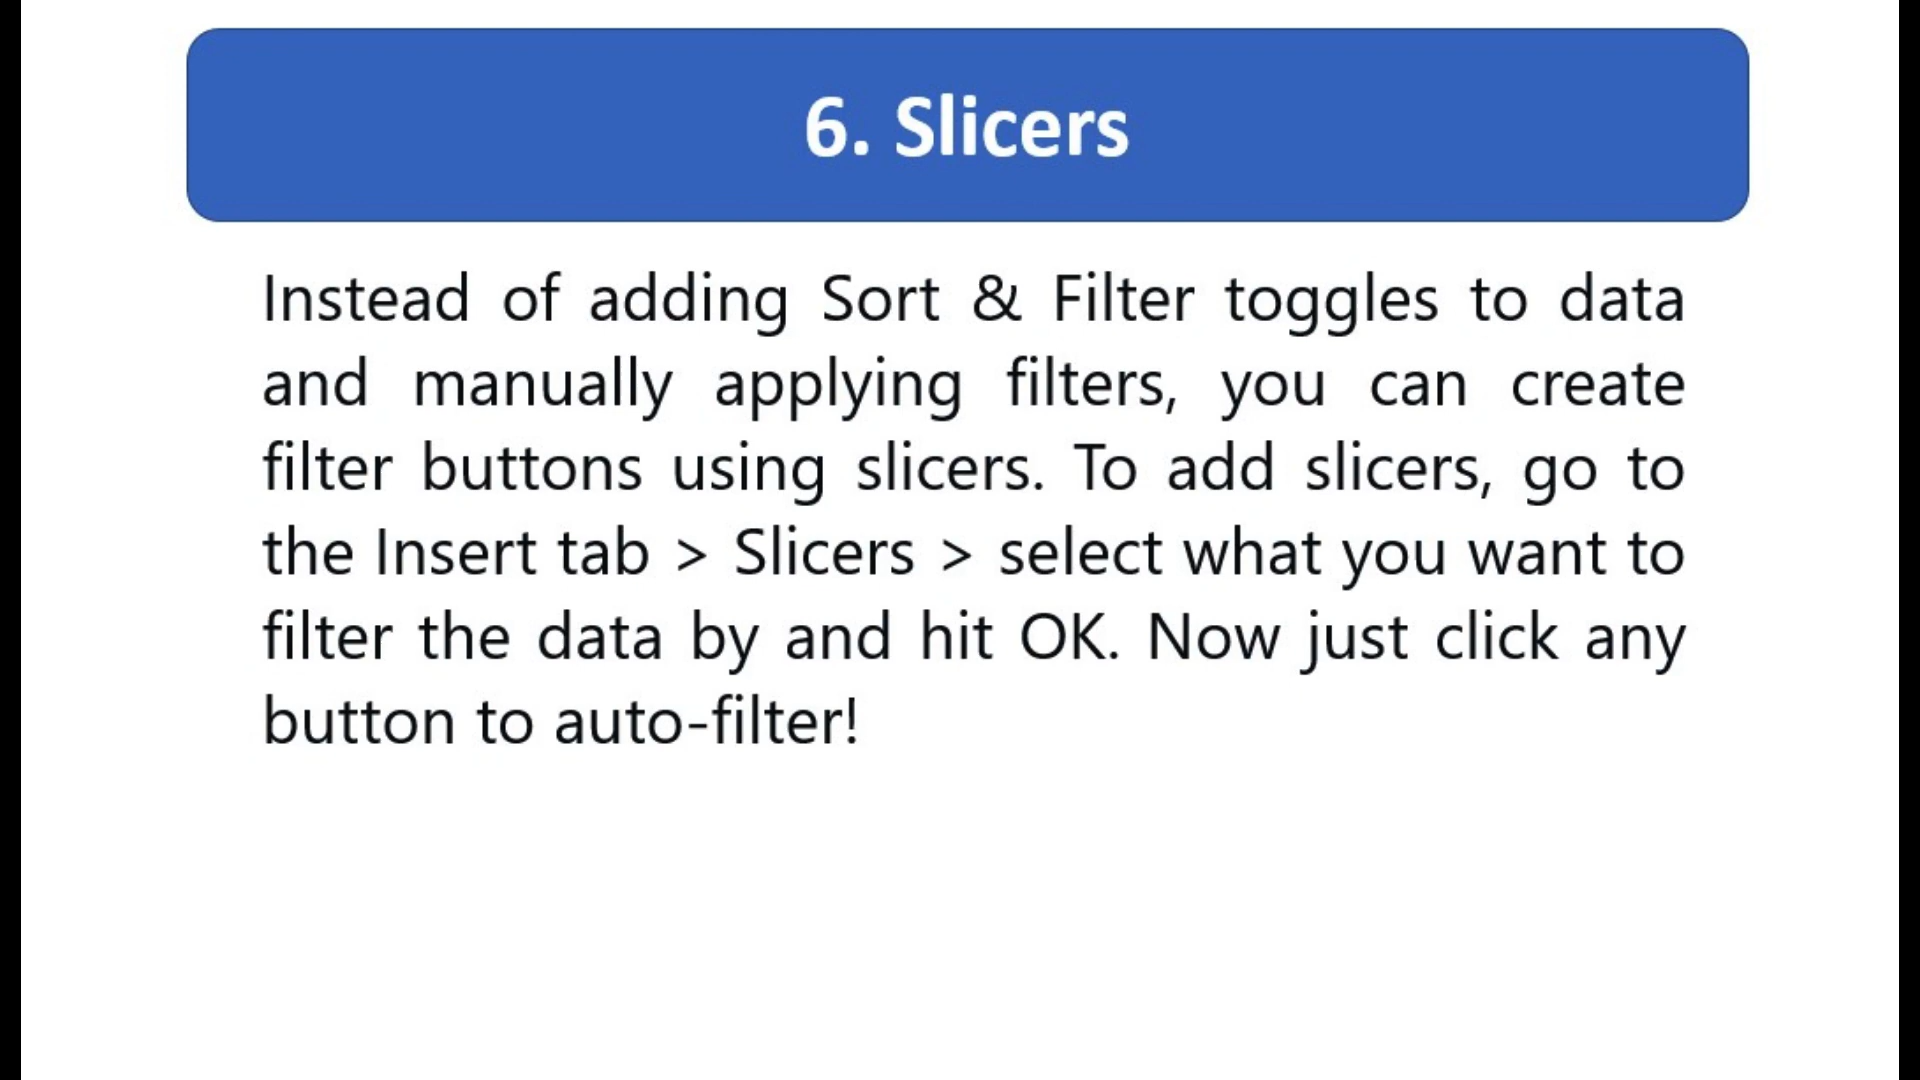 6. Slicers
Instead of adding Sort & Filter toggles to data
and manually applying filters, you can create
filter buttons using slicers. To add slicers, go to
the Insert tab > Slicers > select what you want to
filter the data by and hit OK. Now just click any
button to auto-filter!